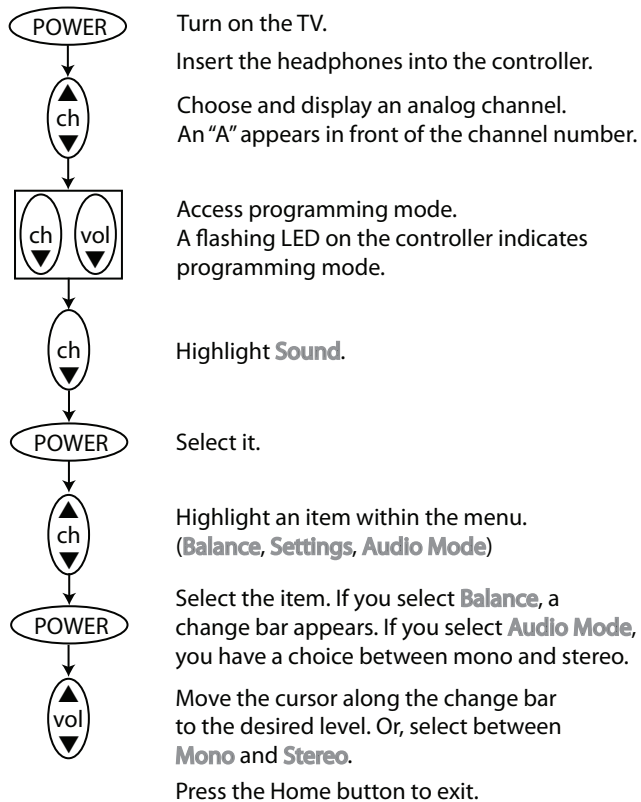 POWER
Turn on the TV.
Insert the headphones into the controller.
ch
Choose and display an analog channel.
An “A” appears in front of the channel number.
ch vol
Access programming mode.
A flashing LED on the controller indicates
programming mode.
ch
Highlight Sound.
POWER
Select it.
ch
Highlight an item within the menu.
(Balance, Settings, Audio Mode)
POWER
Select the item. If you select Balance, a
change bar appears. If you select Audio Mode,
you have a choice between mono and stereo.
vol
Move the cursor along the change bar
to the desired level. Or, select between
Mono and Stereo.
Press the Home button to exit.